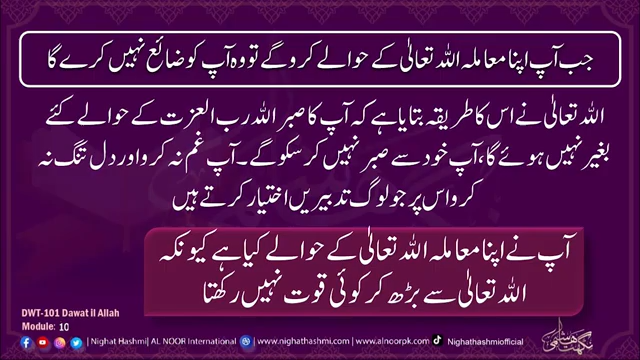 جب آپ اپنا معاملہ اللہ تعالیٰ کے حوالے کرو گے تو وہ آپ کو ضائع نہیں کرے گا
اللہ تعالیٰ نے اس کا طریقہ بتایا ہے کہ آپ کا صبر اللہ رب العزت کے حوالے کئے
بغیر نہیں ہوئے گا، آپ خود سے صبر نہیں کر سکو گے۔ آپ غم نہ کرو اور دل تنگ نہ
کرو اس پر جو لوگ تدبیریں اختیار کرتے ہیں
آپ نے اپنا معاملہ اللہ تعالیٰ کے حوالے کیا ہے کیونکہ
اللہ تعالیٰ سے بڑھ کر کوئی قوت نہیں رکھتا
DWT-101 Dawat il Allah
Module: 10
| Nighat Hashmi| AL NOOR International | www.nighathashmi.com | www.alnoorpk.com | Nighathashmiofficial